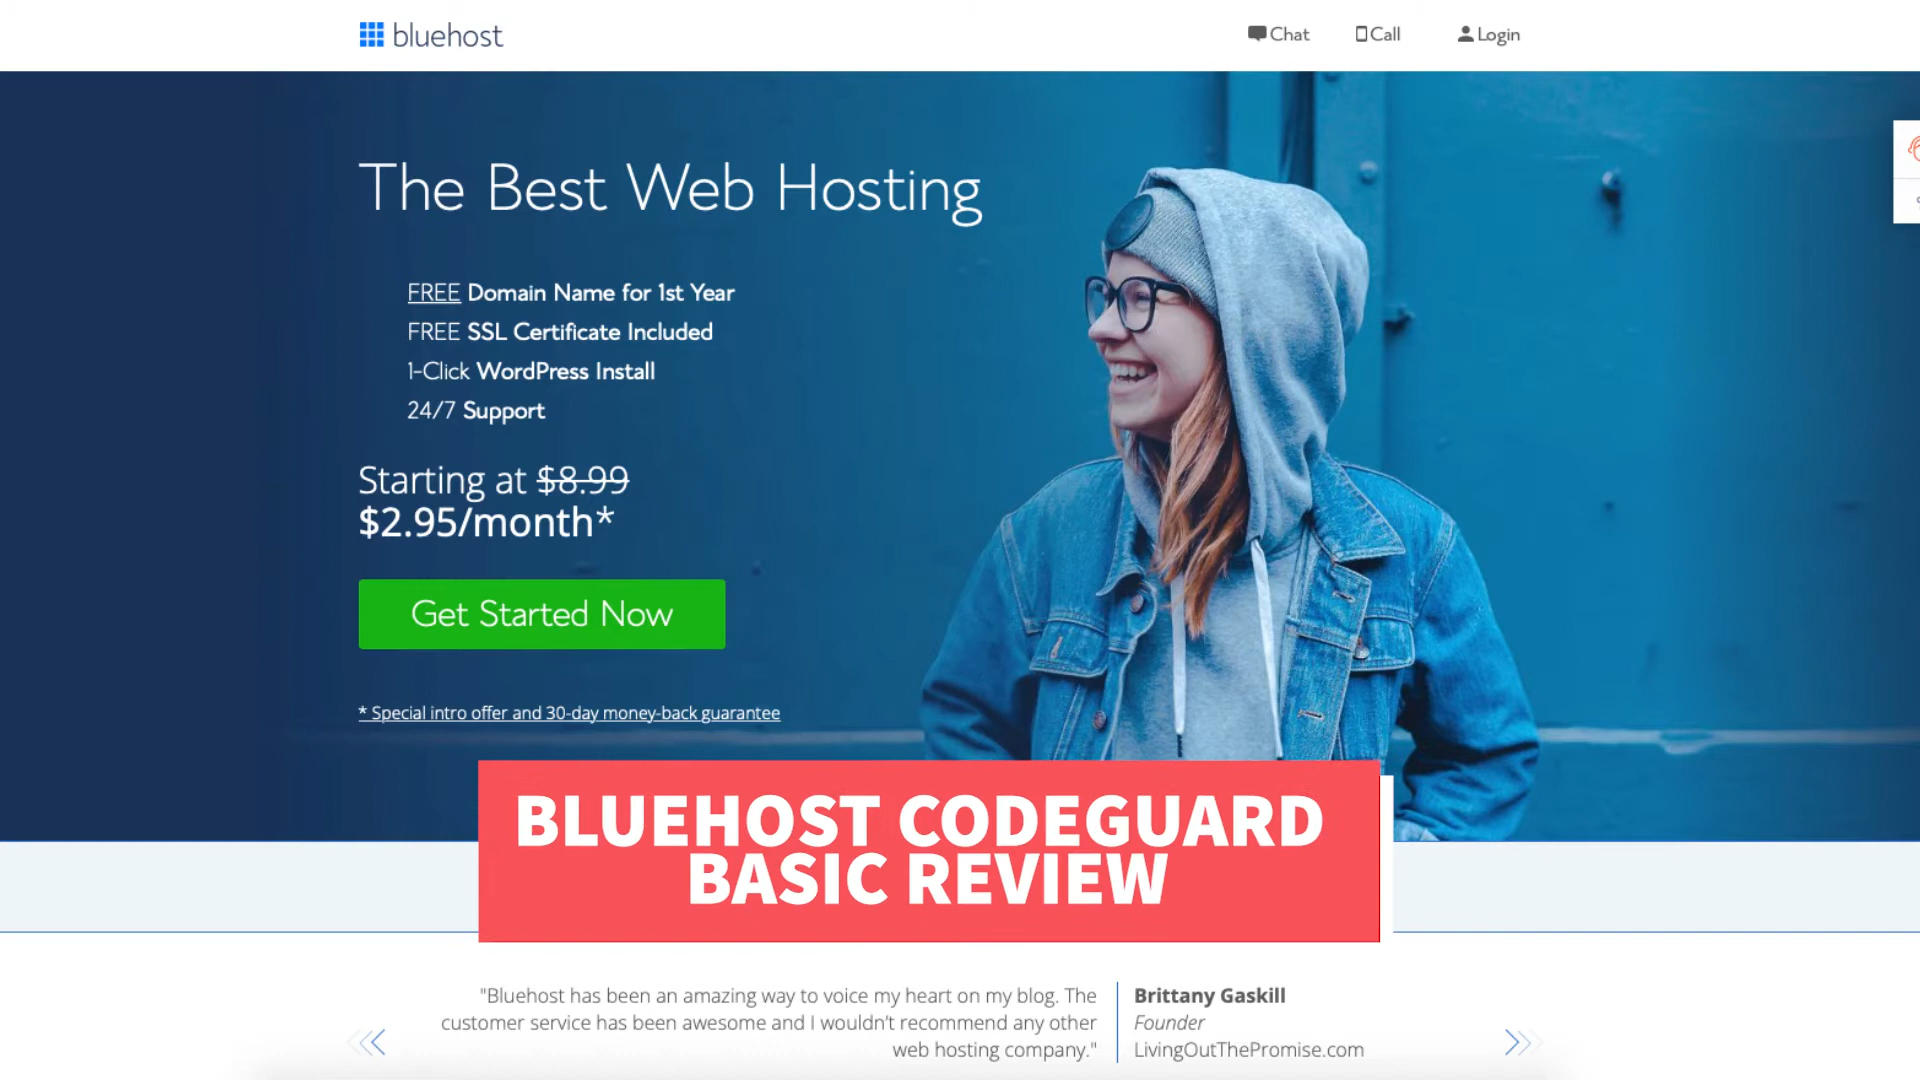 bluehost
Chat
Call
Login
The Best Web Hosting
FREE Domain Name for 1st Year
FREE SSL Certificate Included
1-Click WordPress Install
24/7 Support
Starting at $8.99
$2.95/month*
Get Started Now
* Special intro offer and 30-day money-back guarantee
BLUEHOST CODEGUARD
BASIC REVIEW
"Bluehost has been an amazing way to voice my heart on my blog. The
customer service has been awesome and I wouldn't recommend any other
web hosting company."
Brittany Gaskill
Founder
LivingOutThePromise.com